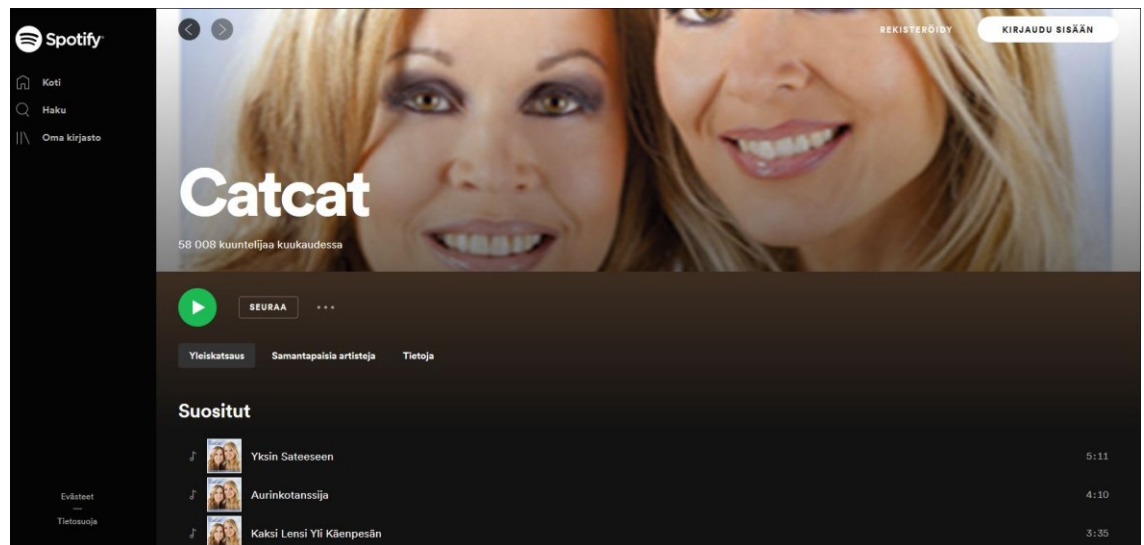 Spotify
Koti
Haku
Oma kirjasto
Evästeet
Tietosuoja
REKISTERÖIDY
KIRJAUDU SISÄÄN
Catcat
58 008 kuuntelijaa kuukaudessa
SEURAA
Yleiskatsaus Samantapaisia artisteja Tietoja
Suositut
Yksin Sateeseen 5:11
Aurinkotanssija 4:10
Kaksi Lensi Yli Käenpesän 3:35